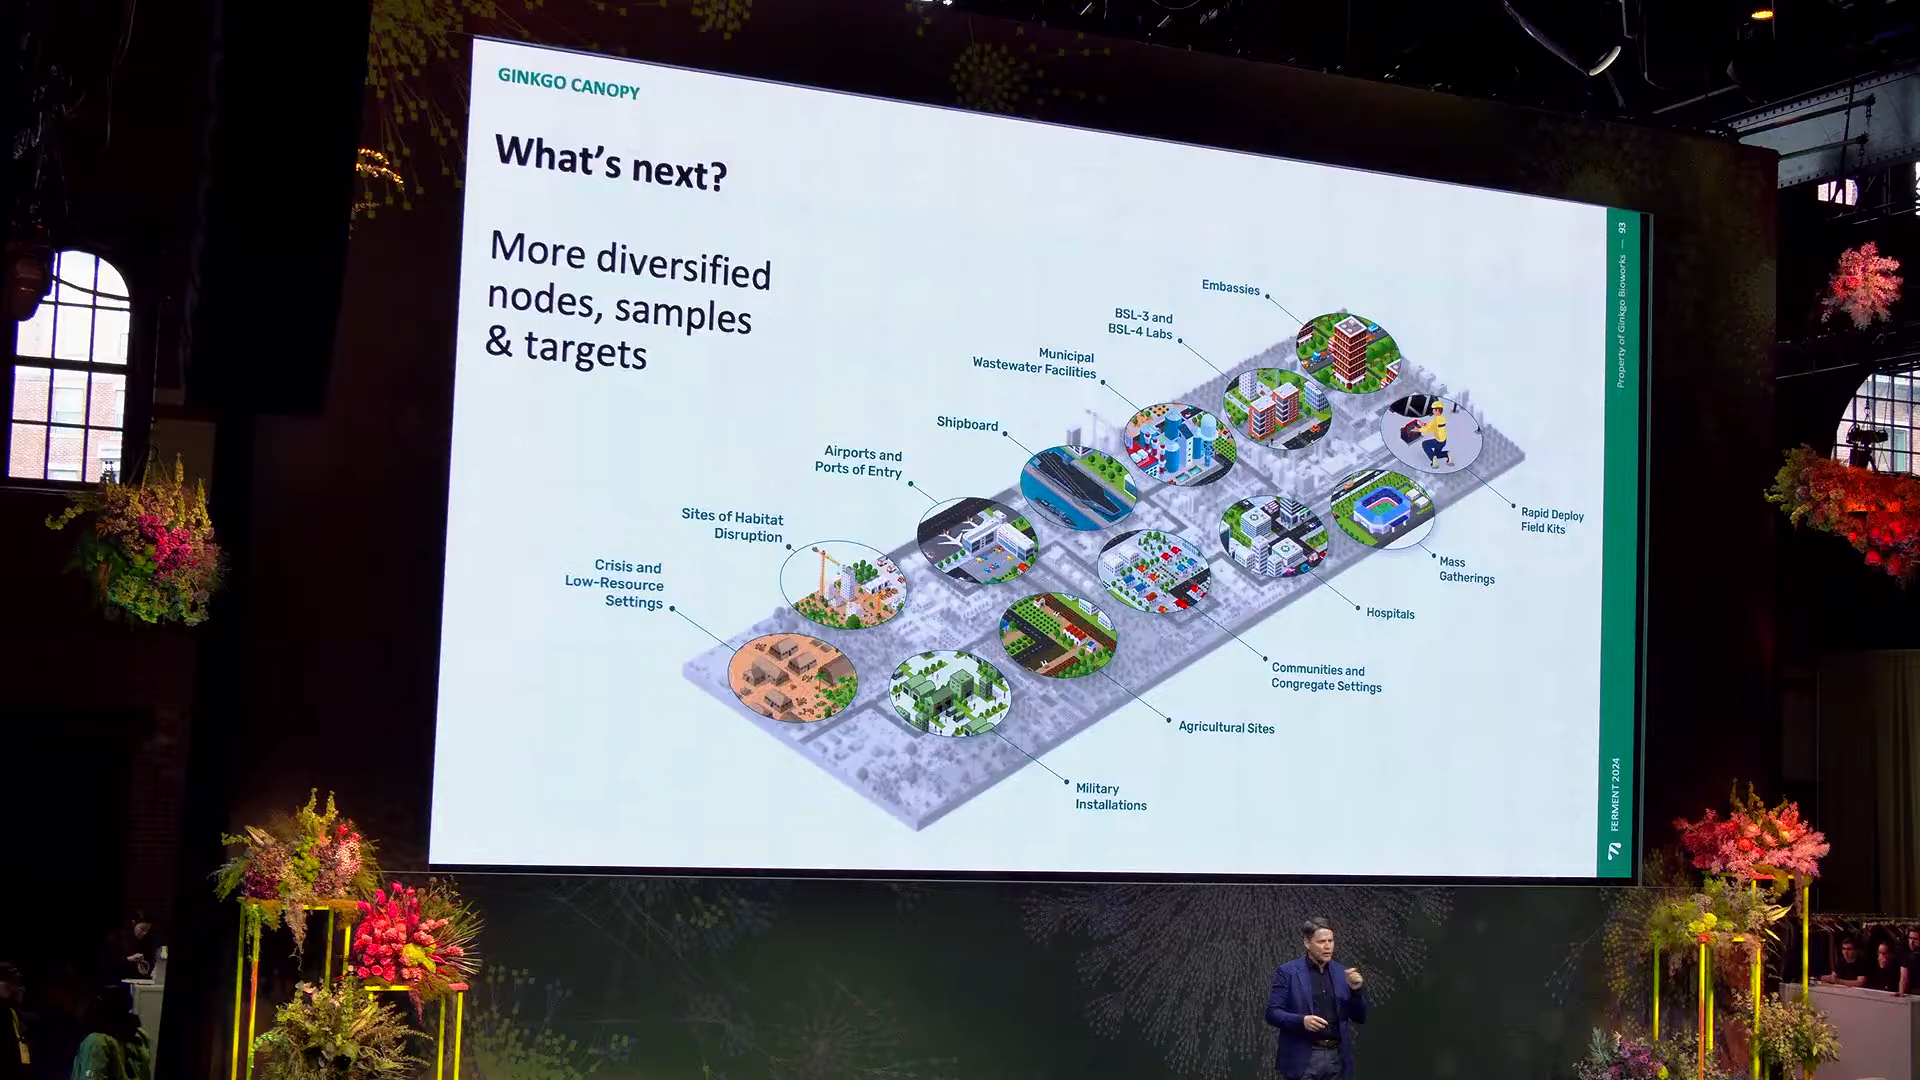 GINKGO CANOPY
What's next?
More diversified
nodes, samples
& targets
Embassies
BSL-3 and
BSL-4 Labs
Municipal
Wastewater Facilities
Shipboard
Airports and
Ports of Entry
Sites of Habitat
Disruption
Crisis and
Low-Resource
Settings
Rapid Deploy
Field Kits
Mass
Gatherings
Hospitals
Communities and
Congregate Settings
Agricultural Sites
Military
Installations
Property of Ginkgo Bioworks — 93
FERMENT 2024